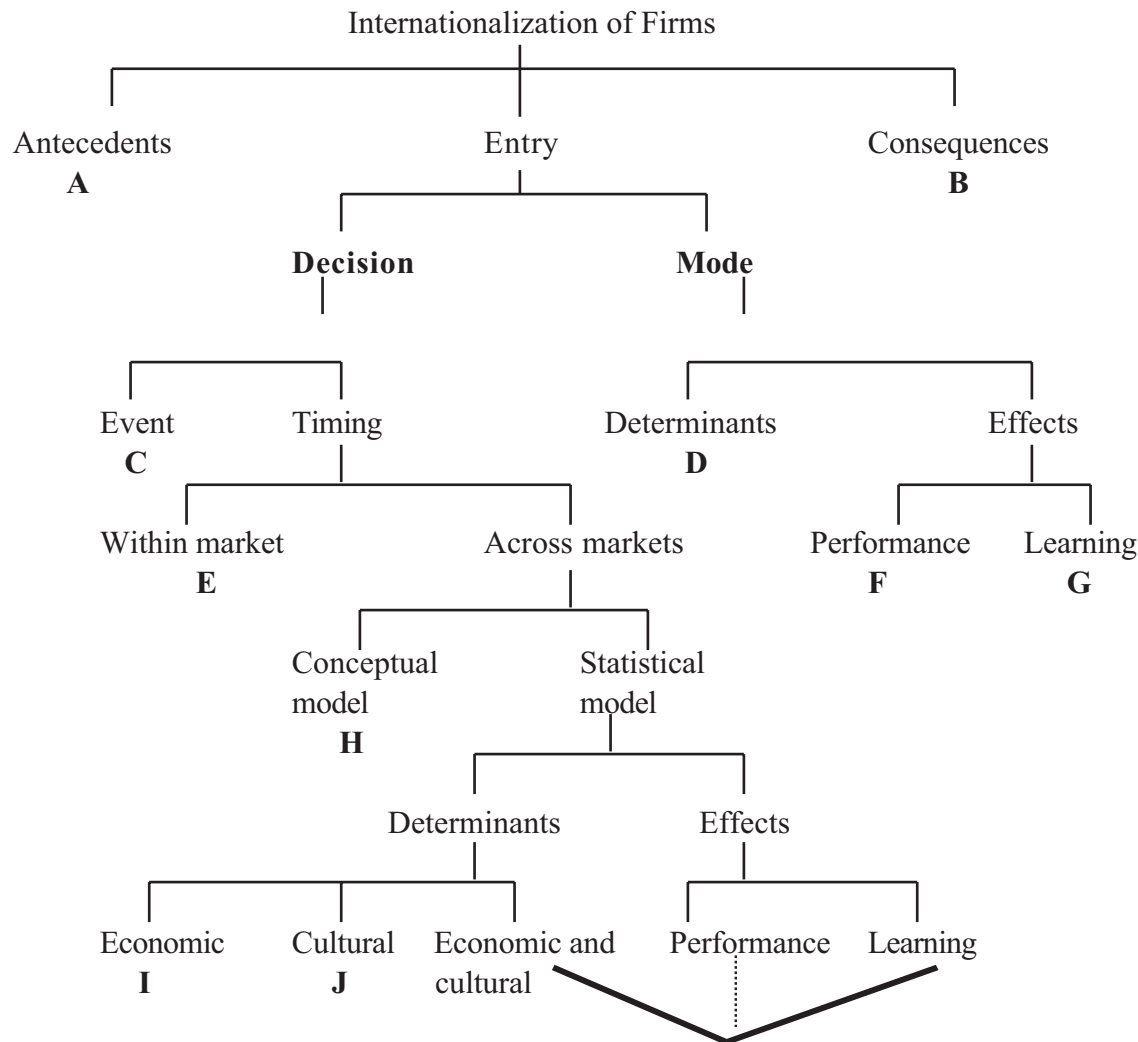 Internationalization of Firms
Antecedents Entry Consequences
A B
Decision Mode
Event Timing Determinants Effects
C D
Within market Across markets Performance Learning
E F G
Conceptual Statistical
model model
H
Determinants Effects
Economic Cultural Economic and Performance Learning
I J cultural